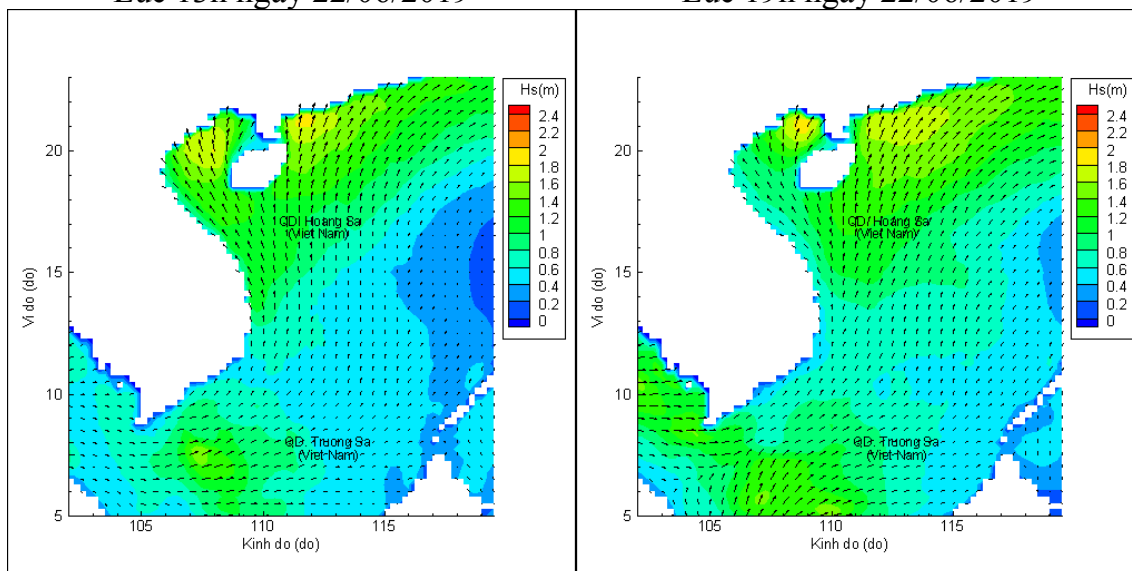 Lúc 13h ngày 22/06/2019
Lúc 19h ngày 22/06/2019
Hs(m)
2.4
2.2
2
1.8
1.6
1.4
1.2
1
0.8
0.6
0.4
0.2
0
20
15
10
5
105
110
115
Vi do (do)
Kinh do (do)
QD. Hoang Sa
(Viet Nam)
QD. Truong Sa
(Viet Nam)
Hs(m)
2.4
2.2
2
1.8
1.6
1.4
1.2
1
0.8
0.6
0.4
0.2
0
20
15
10
5
105
110
115
Vi do (do)
Kinh do (do)
QD. Hoang Sa
(Viet Nam)
QD. Truong Sa
(Viet Nam)